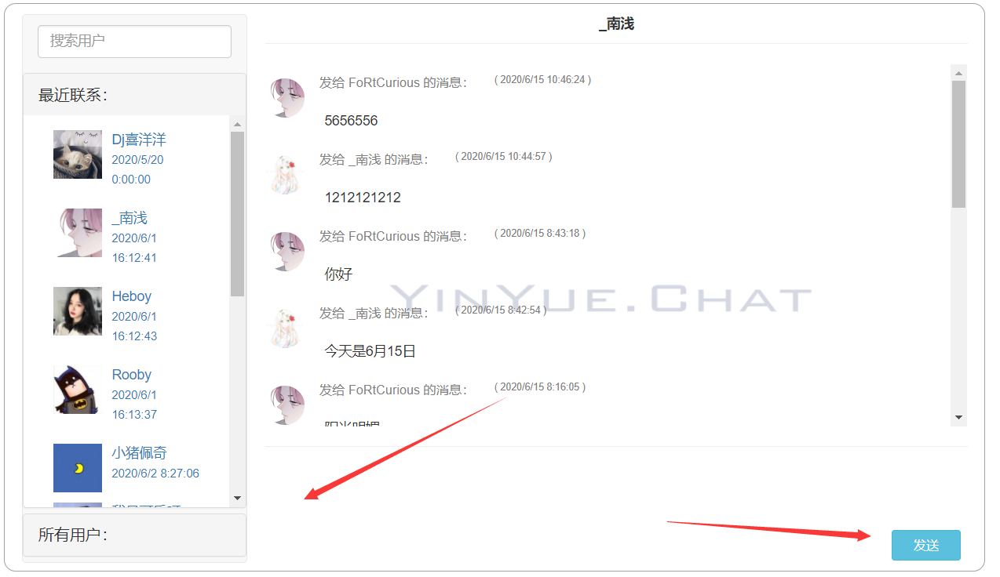 搜索用户
最近联系：
Dj喜洋洋
2020/5/20
0:00:00
_南浅
2020/6/1
16:12:41
Heboy
2020/6/1
16:12:43
Rooby
2020/6/1
16:13:37
小猪佩奇
2020/6/2 8:27:06
所有用户：
_南浅
发给 FoRtCurious 的消息： ( 2020/6/15 10:46:24 )
5656556
发给 _南浅 的消息： ( 2020/6/15 10:44:57 )
1212121212
发给 FoRtCurious 的消息： ( 2020/6/15 8:43:18 )
你好
YINYUE.CHAT
发给 _南浅 的消息： ( 2020/6/15 8:42:54 )
今天是6月15日
发给 FoRtCurious 的消息： ( 2020/6/15 8:16:05 )
阳光明媚
发送